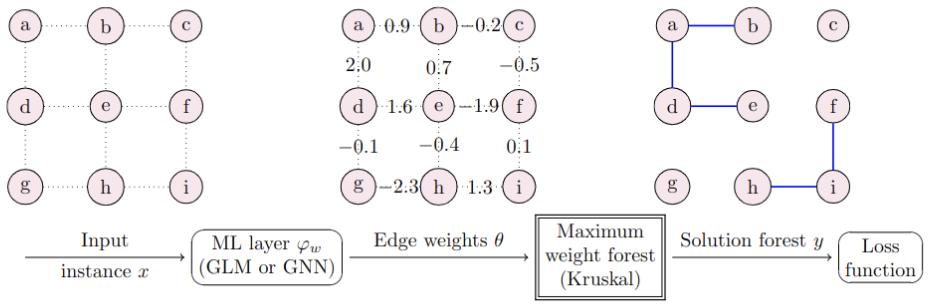 a b c a 0.9 b −0.2 c a b c
2.0 0.7 −0.5
d e f d 1.6 e −1.9 f d e f
−0.1 −0.4 0.1
g h i g −2.3 h 1.3 i g h i
Input
instance x
ML layer φw
(GLM or GNN)
Edge weights θ
Maximum
weight forest
(Kruskal)
Solution forest y
Loss
function